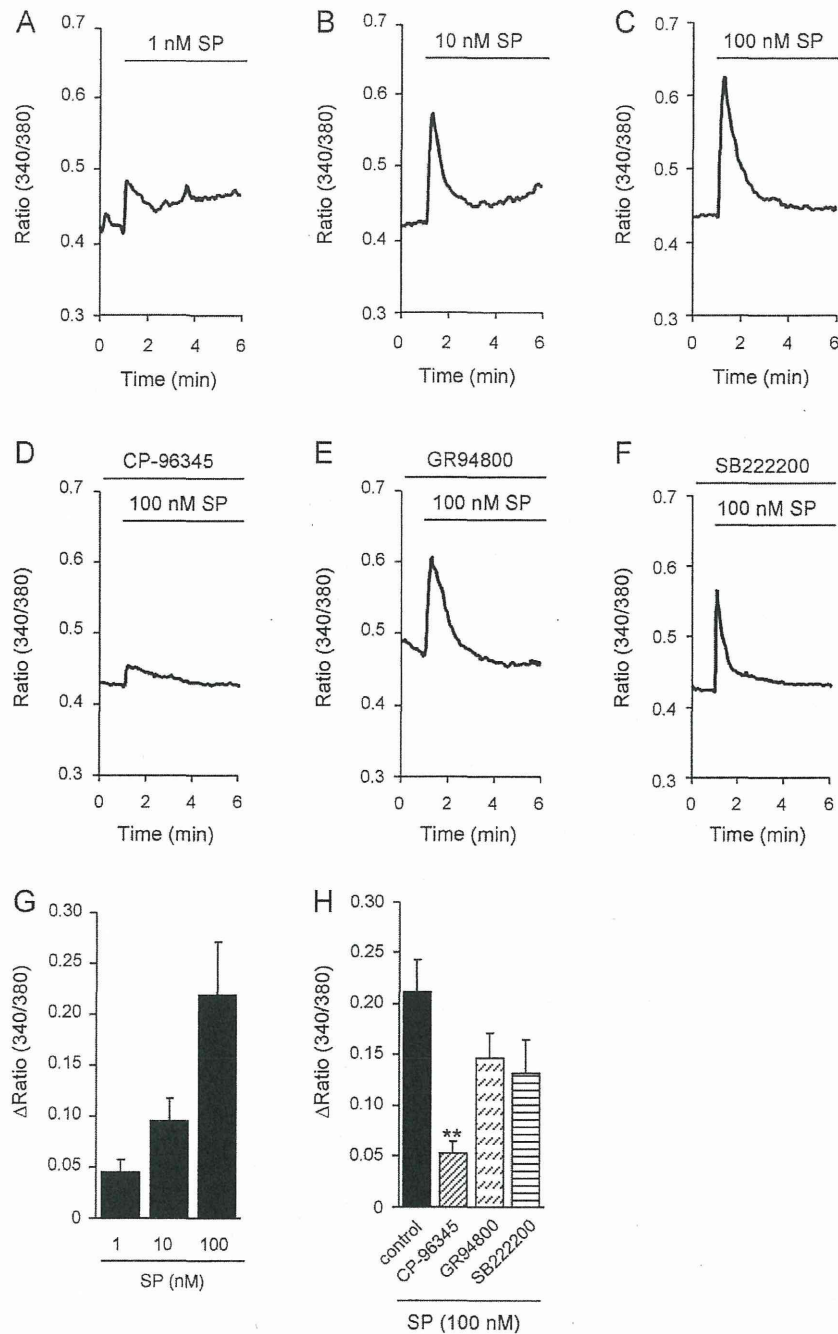 A
1 nM SP
0.7
0.6
0.5
0.4
0.3
Ratio (340/380)
0 2 4 6
Time (min)
B
10 nM SP
0.7
0.6
0.5
0.4
0.3
Ratio (340/380)
0 2 4 6
Time (min)
C
100 nM SP
0.7
0.6
0.5
0.4
0.3
Ratio (340/380)
0 2 4 6
Time (min)
D
CP-96345
100 nM SP
0.7
0.6
0.5
0.4
0.3
Ratio (340/380)
0 2 4 6
Time (min)
E
GR94800
100 nM SP
0.7
0.6
0.5
0.4
0.3
Ratio (340/380)
0 2 4 6
Time (min)
F
SB222200
100 nM SP
0.7
0.6
0.5
0.4
0.3
Ratio (340/380)
0 2 4 6
Time (min)
G
0.30
0.25
0.20
0.15
0.10
0.05
0
ΔRatio (340/380)
1 10 100
SP (nM)
H
0.30
0.25
0.20
0.15
0.10
0.05
0
ΔRatio (340/380)
**
control
CP-96345
GR94800
SB222200
SP (100 nM)